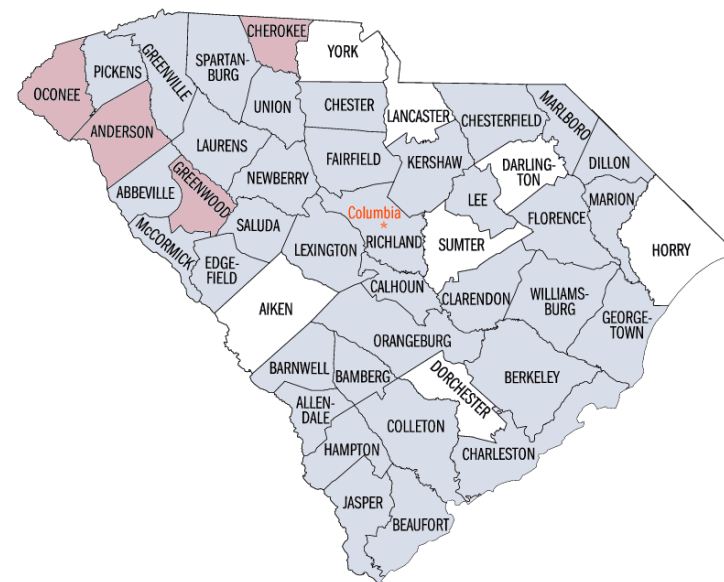 CHEROKEE
YORK
SPARTAN-
BURG
GREENVILLE
PICKENS
OCONEE
UNION
CHESTER
LANCASTER
CHESTERFIELD
MARLBORO
ANDERSON
LAURENS
FAIRFIELD
KERSHAW
DARLING-
TON
DILLON
ABBEVILLE
GREENWOOD
NEWBERRY
LEE
MARION
McCORMICK
SALUDA
Columbia
RICHLAND
FLORENCE
EDGE-
FIELD
LEXINGTON
SUMTER
HORRY
AIKEN
CALHOUN
CLARENDON
WILLIAMS-
BURG
GEORGE-
TOWN
ORANGEBURG
BARNWELL
BAMBERG
DORCHESTER
BERKELEY
ALLEN-
DALE
COLLETON
HAMPTON
CHARLESTON
JASPER
BEAUFORT